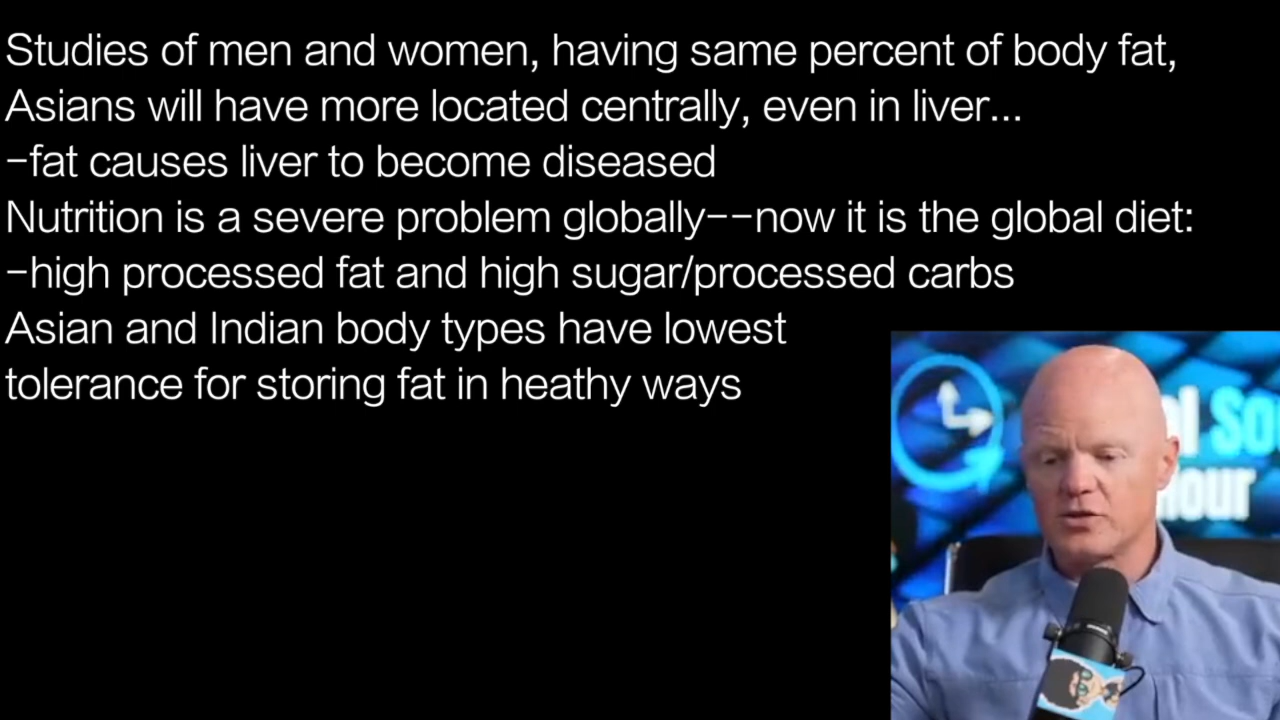 Studies of men and women, having same percent of body fat,
Asians will have more located centrally, even in liver...
-fat causes liver to become diseased
Nutrition is a severe problem globally--now it is the global diet:
-high processed fat and high sugar/processed carbs
Asian and Indian body types have lowest
tolerance for storing fat in heathy ways